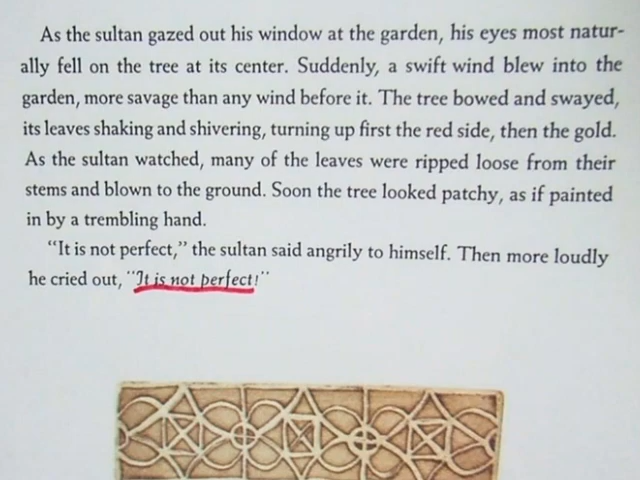 As the sultan gazed out his window at the garden, his eyes most natur-
ally fell on the tree at its center. Suddenly, a swift wind blew into the
garden, more savage than any wind before it. The tree bowed and swayed,
its leaves shaking and shivering, turning up first the red side, then the gold.
As the sultan watched, many of the leaves were ripped loose from their
stems and blown to the ground. Soon the tree looked patchy, as if painted
in by a trembling hand.
"It is not perfect," the sultan said angrily to himself. Then more loudly
he cried out, "It is not perfect!"